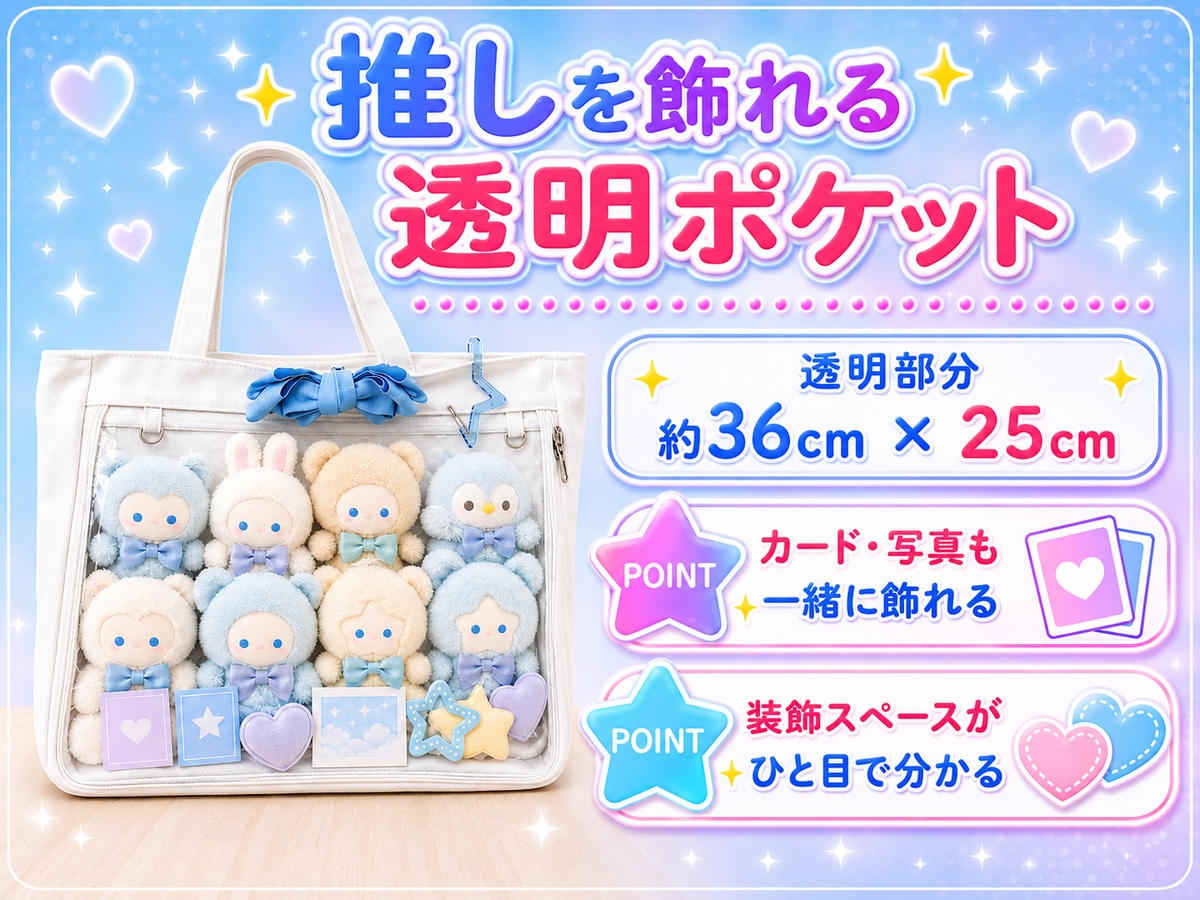 推しを飾れる
透明ポケット
透明部分
約36cm × 25cm
POINT
カード・写真も
一緒に飾れる
POINT
装飾スペースが
ひと目で分かる